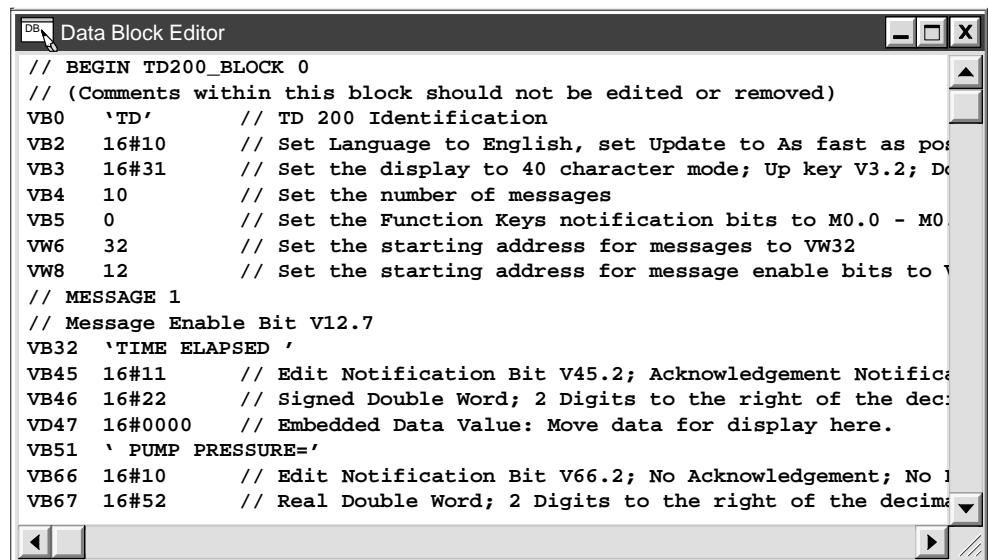 DB Data Block Editor
// BEGIN TD200_BLOCK 0
// (Comments within this block should not be edited or removed)
VB0 ‘TD’ // TD 200 Identification
VB2 16#10 // Set Language to English, set Update to As fast as pos
VB3 16#31 // Set the display to 40 character mode; Up key V3.2; Do
VB4 10 // Set the number of messages
VB5 0 // Set the Function Keys notification bits to M0.0 - M0.
VW6 32 // Set the starting address for messages to VW32
VW8 12 // Set the starting address for message enable bits to
// MESSAGE 1
// Message Enable Bit V12.7
VB32 ‘TIME ELAPSED ’
VB45 16#11 // Edit Notification Bit V45.2; Acknowledgement Notifica
VB46 16#22 // Signed Double Word; 2 Digits to the right of the deci
VD47 16#0000 // Embedded Data Value: Move data for display here.
VB51 ‘ PUMP PRESSURE=’
VB66 16#10 // Edit Notification Bit V66.2; No Acknowledgement; No
VB67 16#52 // Real Double Word; 2 Digits to the right of the decima